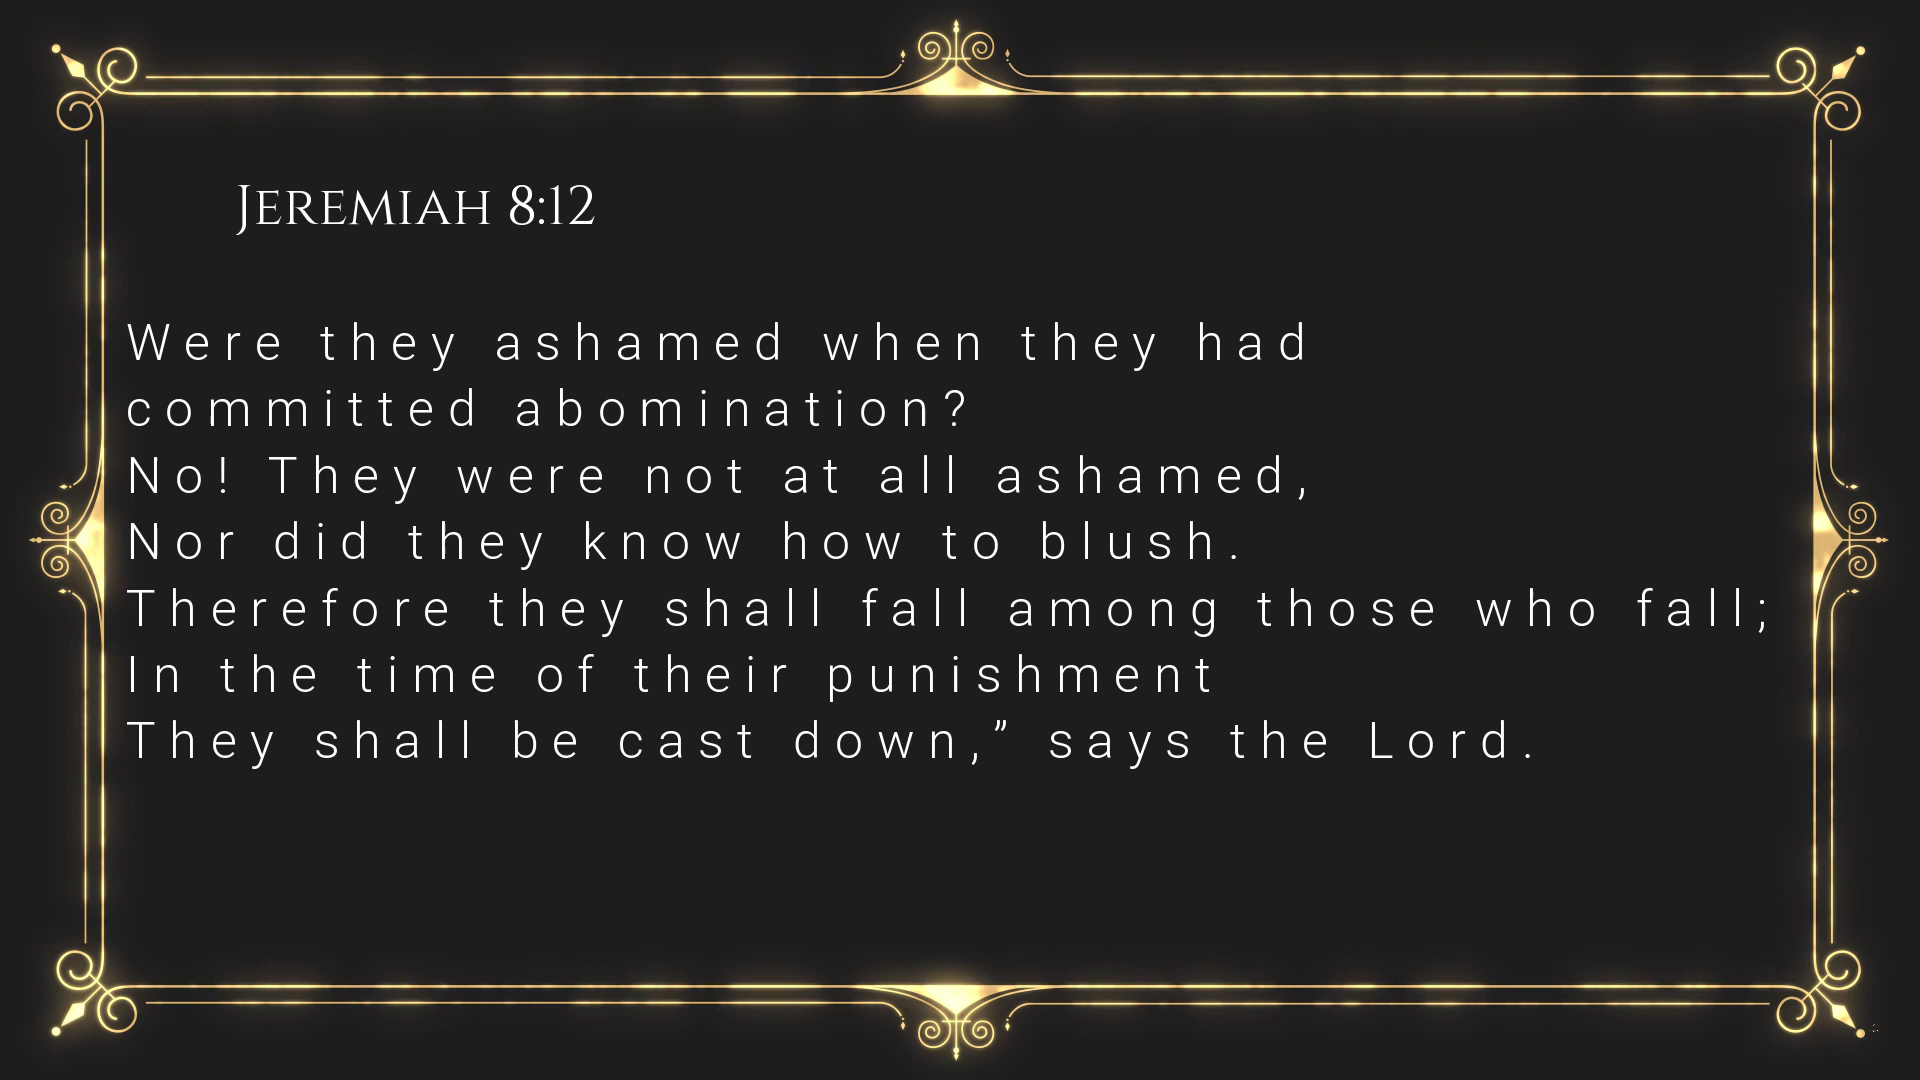 Jeremiah 8:12
Were they ashamed when they had
committed abomination?
No! They were not at all ashamed,
Nor did they know how to blush.
Therefore they shall fall among those who fall;
In the time of their punishment
They shall be cast down,” says the Lord.